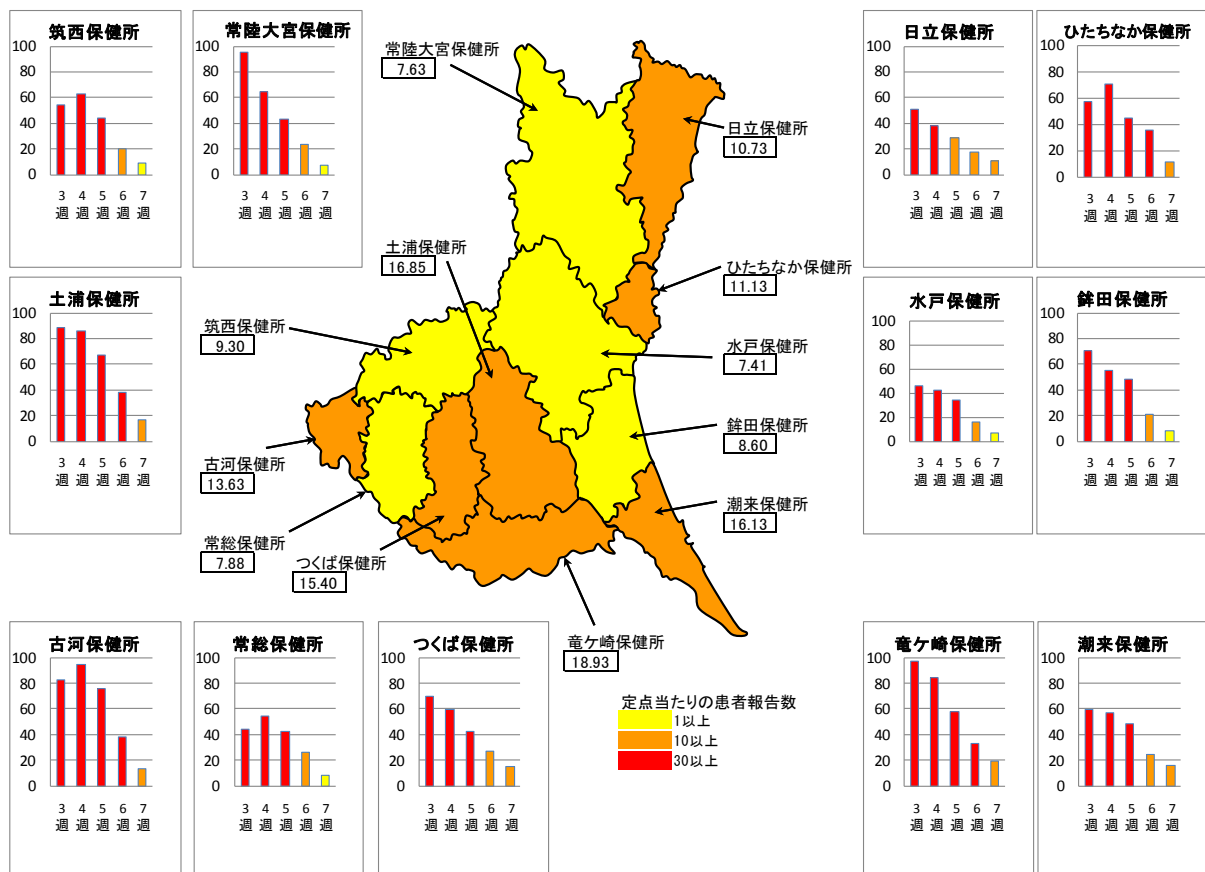 筑西保健所
100
80
60
40
20
0
3週 4週 5週 6週 7週
常陸大宮保健所
100
80
60
40
20
0
3週 4週 5週 6週 7週
常陸大宮保健所
7.63
日立保健所
10.73
日立保健所
100
80
60
40
20
0
3週 4週 5週 6週 7週
ひたちなか保健所
100
80
60
40
20
0
3週 4週 5週 6週 7週
土浦保健所
100
80
60
40
20
0
3週 4週 5週 6週 7週
土浦保健所
16.85
ひたちなか保健所
11.13
筑西保健所
9.30
水戸保健所
7.41
鉾田保健所
8.60
古河保健所
13.63
潮来保健所
16.13
常総保健所
7.88
つくば保健所
15.40
竜ケ崎保健所
18.93
水戸保健所
100
80
60
40
20
0
3週 4週 5週 6週 7週
鉾田保健所
100
80
60
40
20
0
3週 4週 5週 6週 7週
古河保健所
100
80
60
40
20
0
3週 4週 5週 6週 7週
常総保健所
100
80
60
40
20
0
3週 4週 5週 6週 7週
つくば保健所
100
80
60
40
20
0
3週 4週 5週 6週 7週
定点当たりの患者報告数
1以上
10以上
30以上
竜ケ崎保健所
100
80
60
40
20
0
3週 4週 5週 6週 7週
潮来保健所
100
80
60
40
20
0
3週 4週 5週 6週 7週